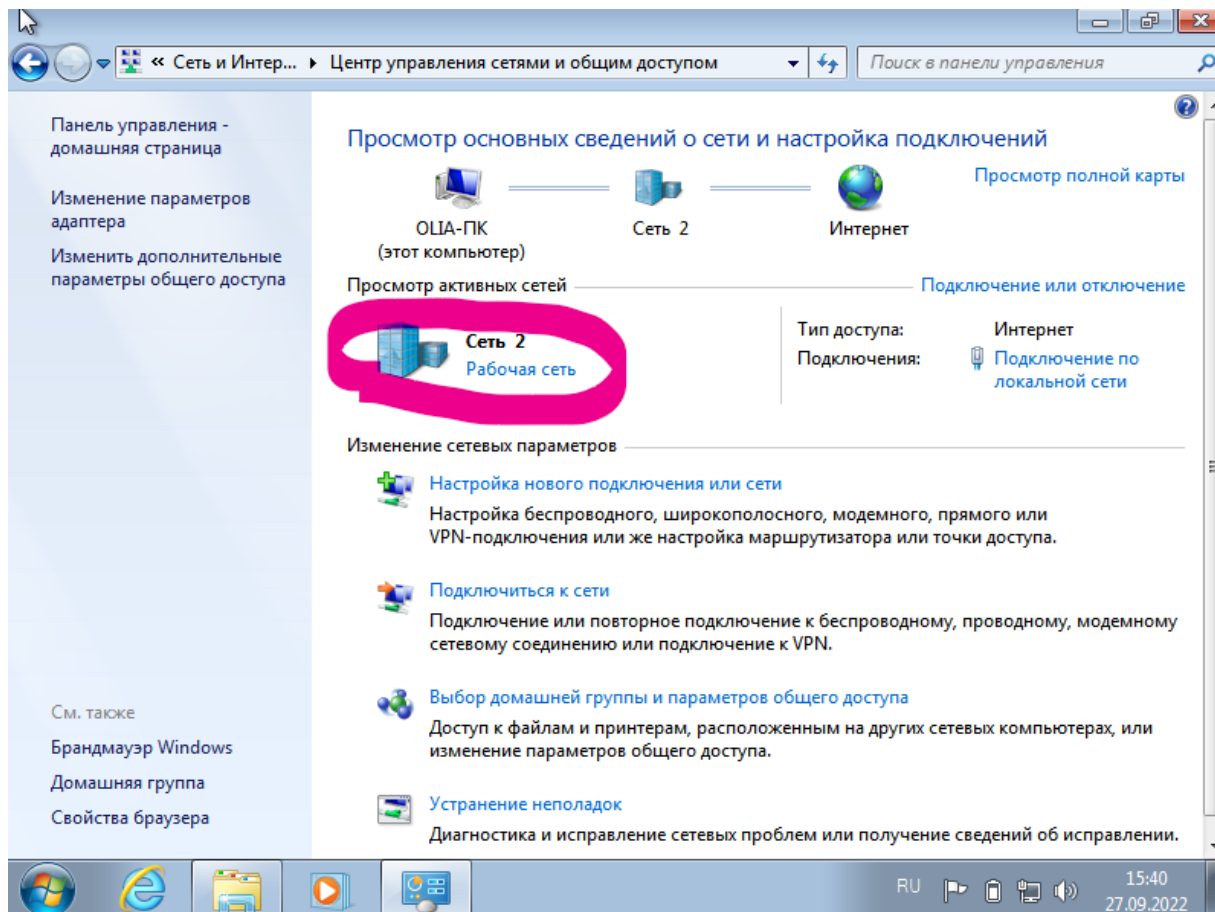 « Сеть и Интер... ▸ Центр управления сетями и общим доступом
Поиск в панели управления
Панель управления -
домашняя страница
Изменение параметров
адаптера
Изменить дополнительные
параметры общего доступа
Просмотр основных сведений о сети и настройка подключений
Просмотр полной карты
OLIA-ПК
(этот компьютер)
Сеть 2
Интернет
Просмотр активных сетей
Подключение или отключение
Сеть 2
Рабочая сеть
Тип доступа: Интернет
Подключения: Подключение по
локальной сети
Изменение сетевых параметров
Настройка нового подключения или сети
Настройка беспроводного, широкополосного, модемного, прямого или
VPN-подключения или же настройка маршрутизатора или точки доступа.
Подключиться к сети
Подключение или повторное подключение к беспроводному, проводному, модемному
сетевому соединению или подключение к VPN.
Выбор домашней группы и параметров общего доступа
Доступ к файлам и принтерам, расположенным на других сетевых компьютерах, или
изменение параметров общего доступа.
Устранение неполадок
Диагностика и исправление сетевых проблем или получение сведений об исправлении.
См. также
Брандмауэр Windows
Домашняя группа
Свойства браузера
RU
15:40
27.09.2022